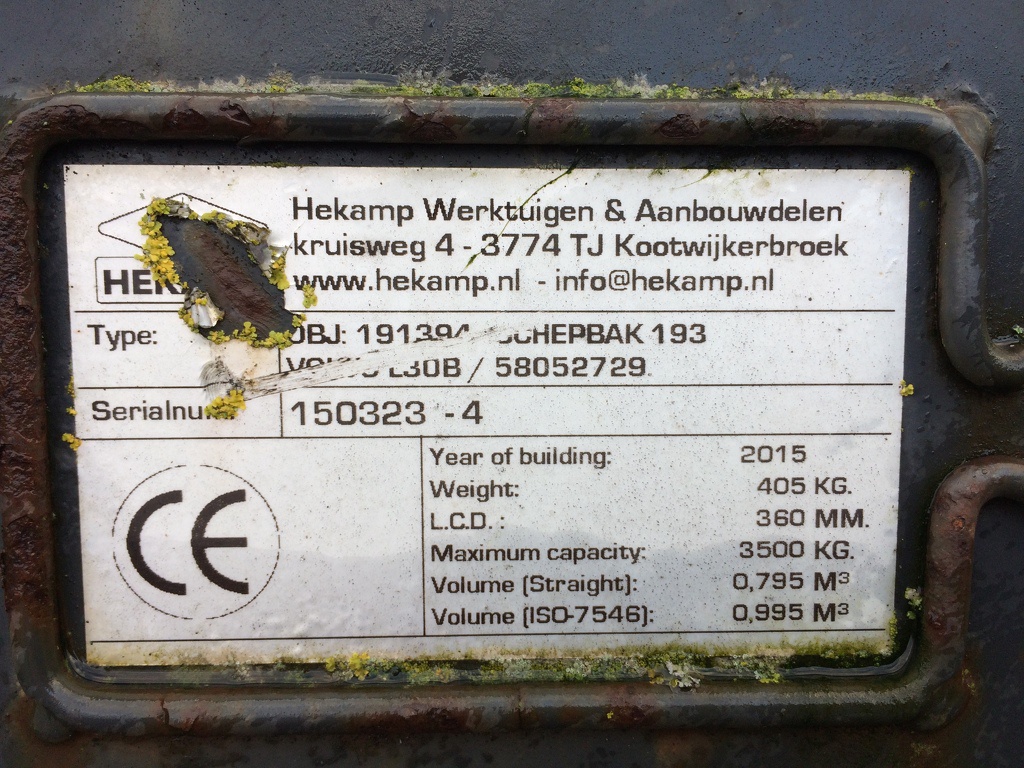 Hekamp Werktuigen & Aanbouwdelen
kruisweg 4 - 3774 TJ Kootwijkerbroek
www.hekamp.nl - info@hekamp.nl
Type: OBJ: 191394 SCHEPBAK 193
L30B / 58052729
150323 - 4
CE
Year of building: 2015
Weight: 405 KG.
L.C.D. : 360 MM.
Maximum capacity: 3500 KG.
Volume (Straight): 0,795 M³
Volume (ISO-7546): 0,995 M³